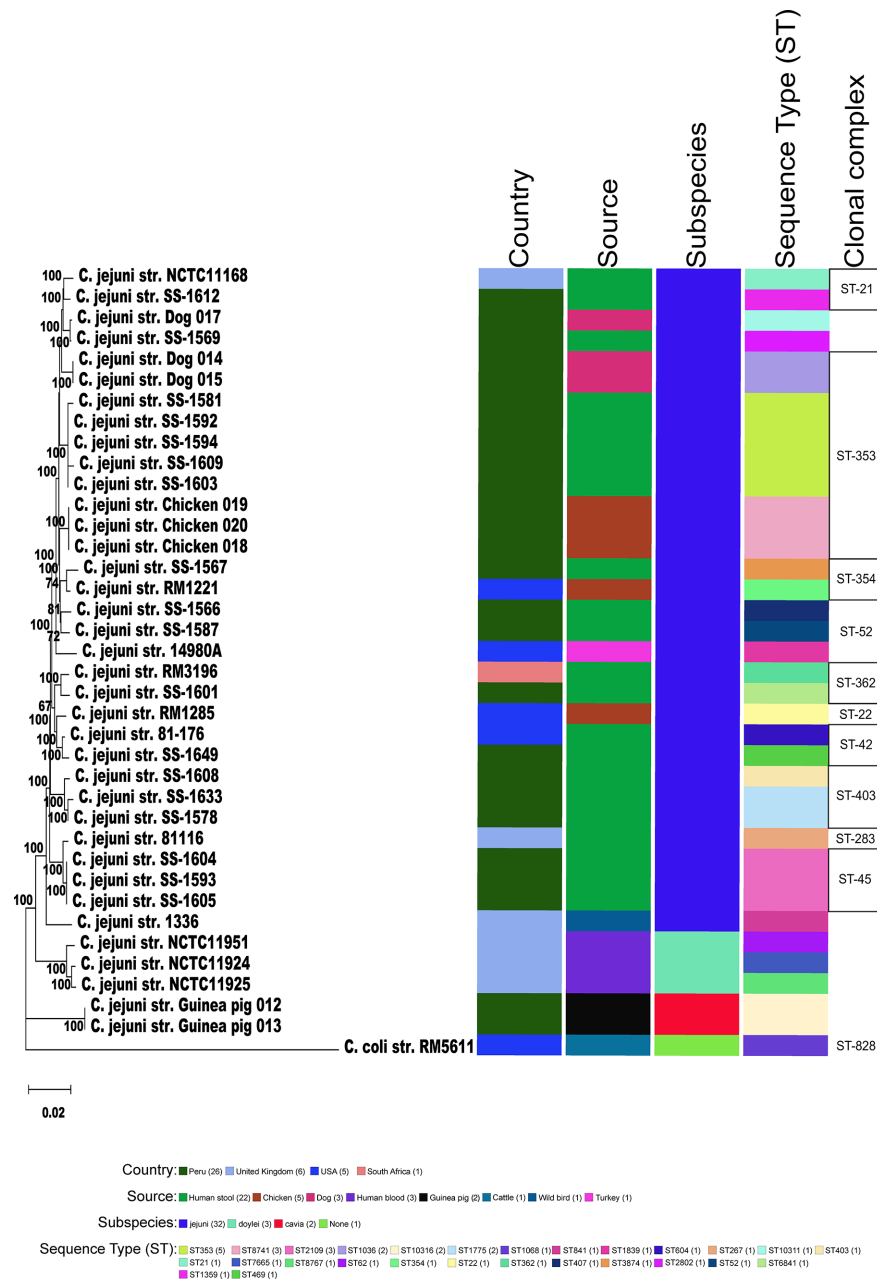 Country
Source
Subspecies
Sequence Type (ST)
Clonal complex
C. jejuni str. NCTC11168
C. jejuni str. SS-1612
C. jejuni str. Dog 017
C. jejuni str. SS-1569
C. jejuni str. Dog 014
C. jejuni str. Dog 015
C. jejuni str. SS-1581
C. jejuni str. SS-1592
C. jejuni str. SS-1594
C. jejuni str. SS-1609
C. jejuni str. SS-1603
C. jejuni str. Chicken 019
C. jejuni str. Chicken 020
C. jejuni str. Chicken 018
C. jejuni str. SS-1567
C. jejuni str. RM1221
C. jejuni str. SS-1566
C. jejuni str. SS-1587
C. jejuni str. 14980A
C. jejuni str. RM3196
C. jejuni str. SS-1601
C. jejuni str. RM1285
C. jejuni str. 81-176
C. jejuni str. SS-1649
C. jejuni str. SS-1608
C. jejuni str. SS-1633
C. jejuni str. SS-1578
C. jejuni str. 81116
C. jejuni str. SS-1604
C. jejuni str. SS-1593
C. jejuni str. SS-1605
C. jejuni str. 1336
C. jejuni str. NCTC11951
C. jejuni str. NCTC11924
C. jejuni str. NCTC11925
C. jejuni str. Guinea pig 012
C. jejuni str. Guinea pig 013
C. coli str. RM5611
100
100
100
100
100
100
100
100
100
100
74
81
100
72
100
67
100
100
100
100
100
100
100
100
100
100
100
ST-21
ST-353
ST-354
ST-52
ST-362
ST-22
ST-42
ST-403
ST-283
ST-45
ST-828
0.02
Country: Peru (26) United Kingdom (6) USA (5) South Africa (1)
Source: Human stool (22) Chicken (5) Dog (3) Human blood (3) Guinea pig (2) Cattle (1) Wild bird (1) Turkey (1)
Subspecies: jejuni (32) doylei (3) cavia (2) None (1)
Sequence Type (ST): ST353 (5) ST8741 (3) ST2109 (3) ST1036 (2) ST10316 (2) ST1775 (2) ST1068 (1) ST841 (1) ST1839 (1) ST604 (1) ST267 (1) ST10311 (1) ST403 (1)
ST21 (1) ST7665 (1) ST8767 (1) ST62 (1) ST354 (1) ST22 (1) ST362 (1) ST407 (1) ST3874 (1) ST2802 (1) ST52 (1) ST6841 (1)
ST1359 (1) ST469 (1)